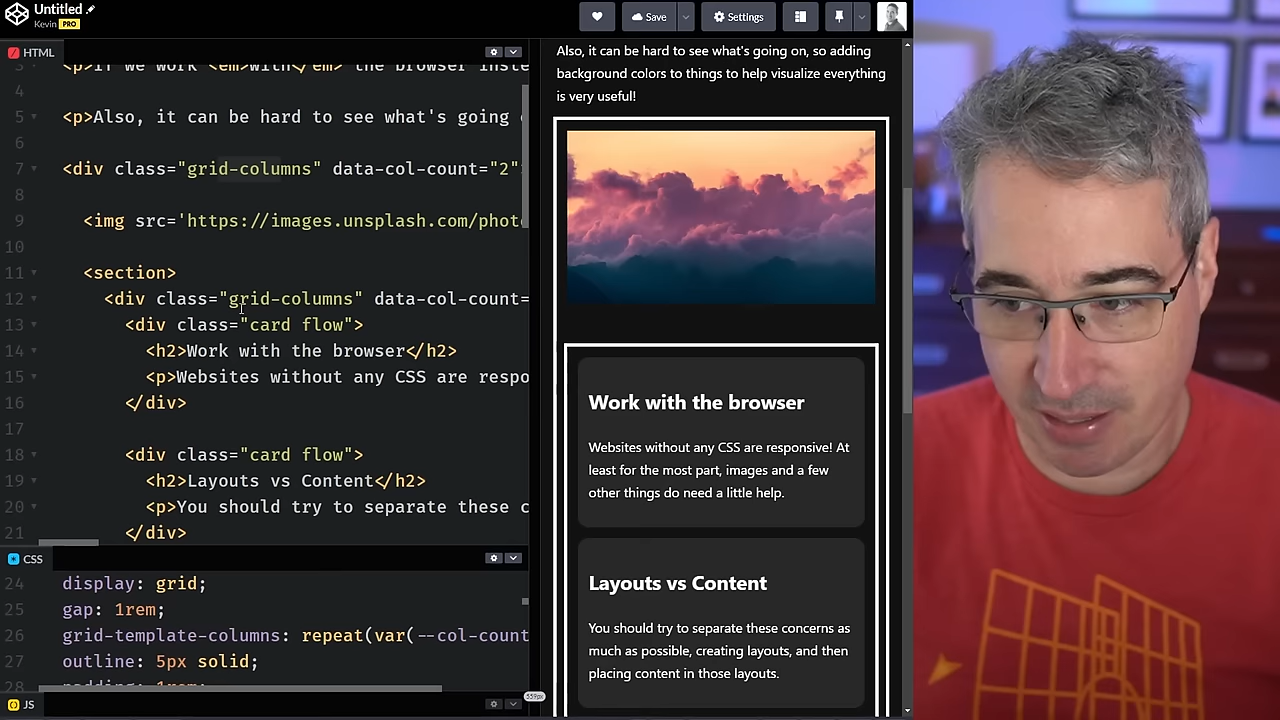 Untitled
Kevin PRO
Save
Settings
HTML
3 <p>If we work <em>with</em> the browser inste
4
5 <p>Also, it can be hard to see what's going
6
7 <div class="grid-columns" data-col-count="2"
8
9 <img src='https://images.unsplash.com/phot
10
11 <section>
12 <div class="grid-columns" data-col-count=
13 <div class="card flow">
14 <h2>Work with the browser</h2>
15 <p>Websites without any CSS are respo
16 </div>
17
18 <div class="card flow">
19 <h2>Layouts vs Content</h2>
20 <p>You should try to separate these c
21 </div>
CSS
24 display: grid;
25 gap: 1rem;
26 grid-template-columns: repeat(var(--col-count
27 outline: 5px solid;
28 padding: 1rem;
JS
559px
Also, it can be hard to see what's going on, so adding
background colors to things to help visualize everything
is very useful!
Work with the browser
Websites without any CSS are responsive! At
least for the most part, images and a few
other things do need a little help.
Layouts vs Content
You should try to separate these concerns as
much as possible, creating layouts, and then
placing content in those layouts.